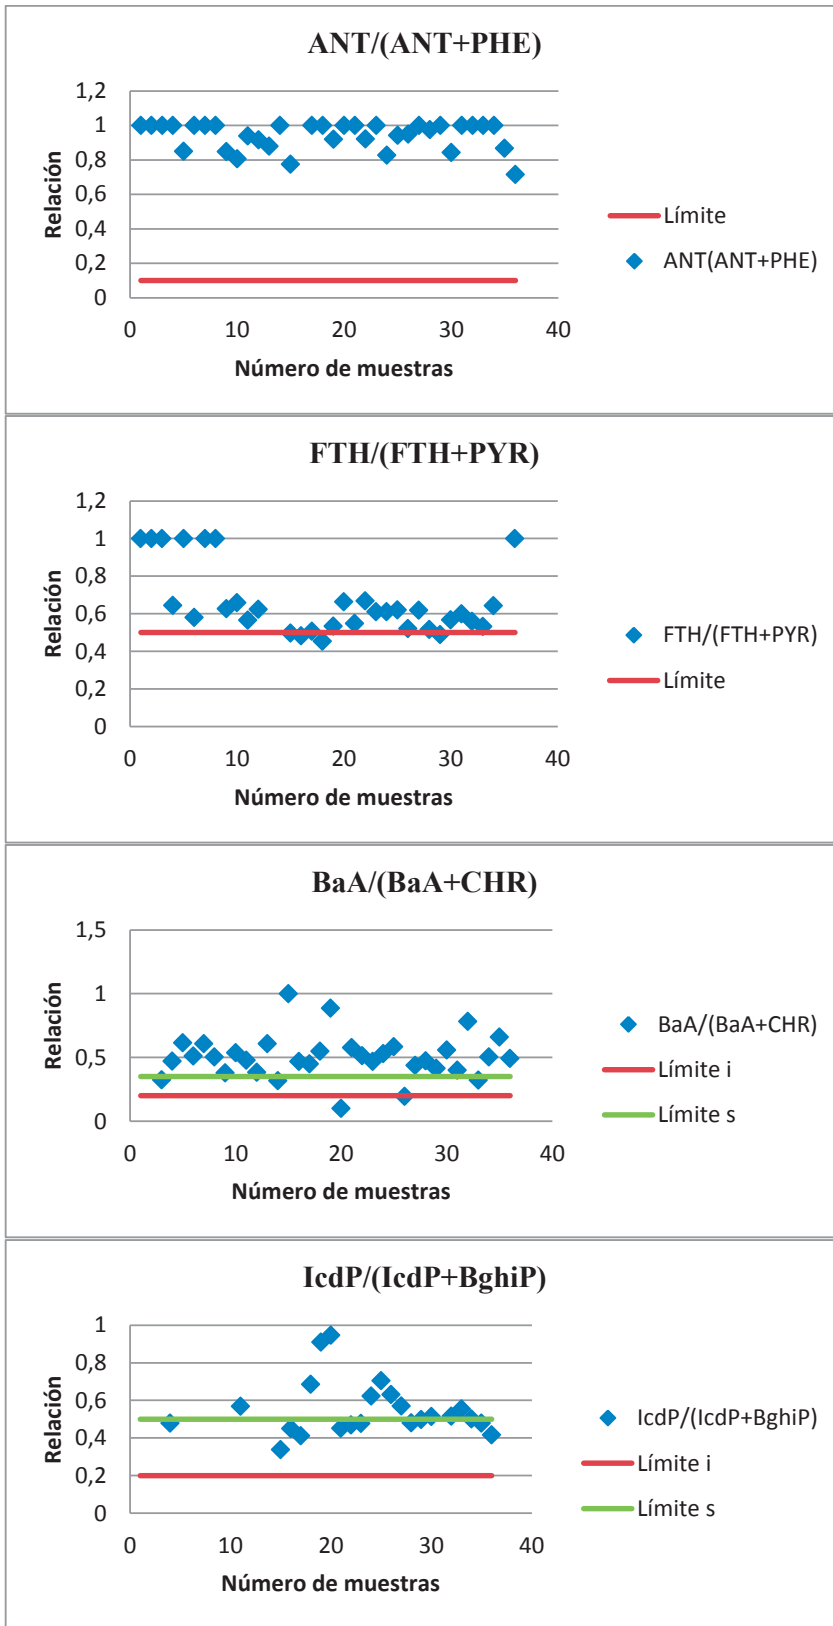 ANT/(ANT+PHE)
1,2
1
0,8
0,6
0,4
0,2
0
Relación
0 10 20 30 40
Número de muestras
Límite
ANT(ANT+PHE)
FTH/(FTH+PYR)
1,2
1
0,8
0,6
0,4
0,2
0
Relación
0 10 20 30 40
Número de muestras
FTH/(FTH+PYR)
Límite
BaA/(BaA+CHR)
1,5
1
0,5
0
Relación
0 10 20 30 40
Número de muestras
BaA/(BaA+CHR)
Límite i
Límite s
IcdP/(IcdP+BghiP)
1
0,8
0,6
0,4
0,2
0
Relación
0 10 20 30 40
Número de muestras
IcdP/(IcdP+BghiP)
Límite i
Límite s